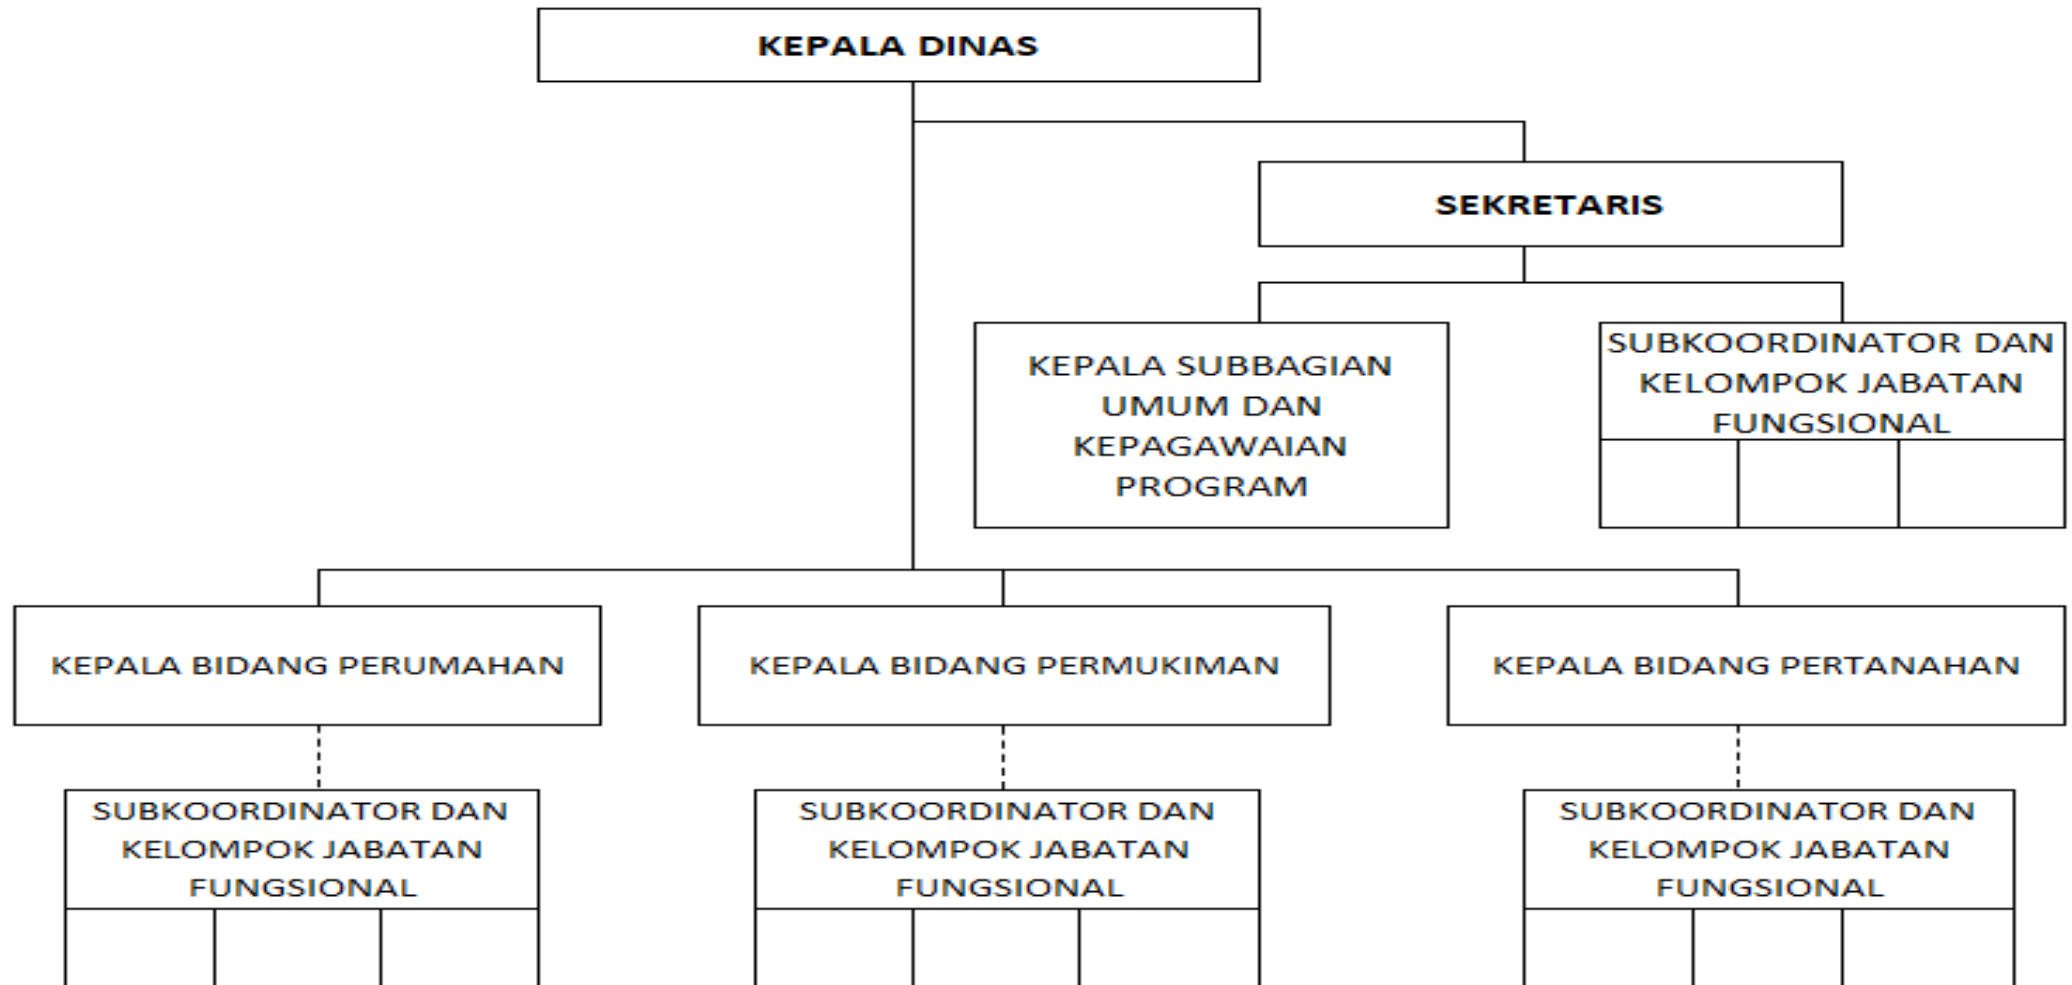 KEPALA DINAS
SEKRETARIS
KEPALA SUBBAGIAN
UMUM DAN
KEPAGAWAIAN
PROGRAM
SUBKOORDINATOR DAN
KELOMPOK JABATAN
FUNGSIONAL
KEPALA BIDANG PERUMAHAN
KEPALA BIDANG PERMUKIMAN
KEPALA BIDANG PERTANAHAN
SUBKOORDINATOR DAN
KELOMPOK JABATAN
FUNGSIONAL
SUBKOORDINATOR DAN
KELOMPOK JABATAN
FUNGSIONAL
SUBKOORDINATOR DAN
KELOMPOK JABATAN
FUNGSIONAL